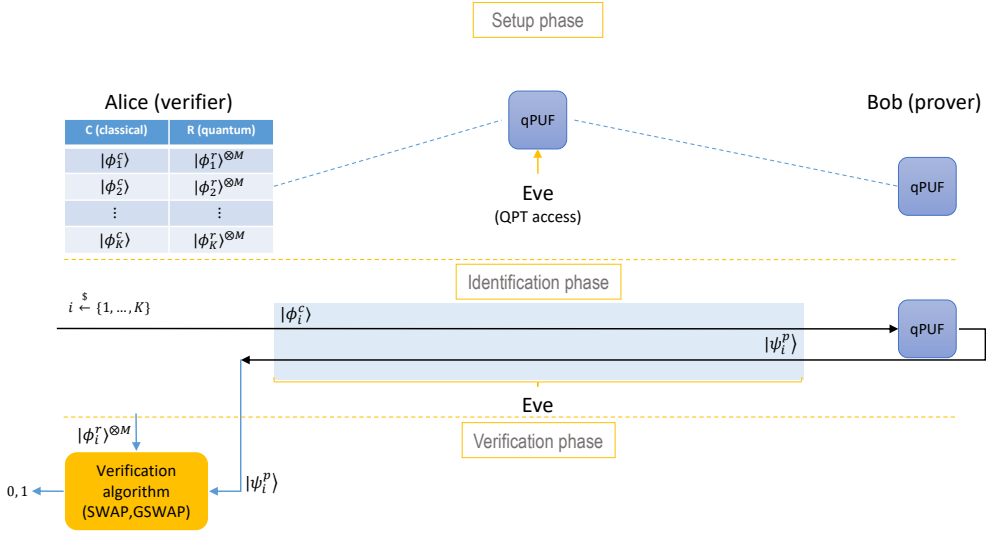 Setup phase
Alice (verifier)
qPUF
Bob (prover)
C (classical) R (quantum)
|ϕ₁ᶜ⟩ |ϕ₁ʳ⟩^⊗M
|ϕ₂ᶜ⟩ |ϕ₂ʳ⟩^⊗M
⋮ ⋮
|ϕ_Kᶜ⟩ |ϕ_Kʳ⟩^⊗M
Eve
(QPT access)
qPUF
Identification phase
i ←$ {1, …, K}
|ϕᵢᶜ⟩
qPUF
|ψᵢᵖ⟩
Eve
Verification phase
|ϕᵢʳ⟩^⊗M
Verification
algorithm
(SWAP,GSWAP)
|ψᵢᵖ⟩
0, 1